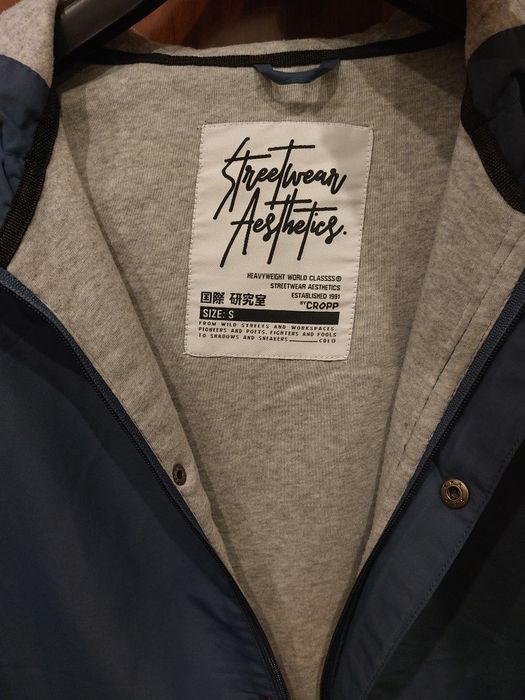 Streetwear
Aesthetics.
HEAVYWEIGHT WORLD CLASSSS®
STREETWEAR AESTHETICS
ESTABLISHED 1991
国際 研究室 BY CROPP
SIZE: S
FROM WILD STREETS AND WORKSPACES.
PIONEERS AND POETS. FIGHTERS AND FOOLS
TO SHADOWS AND SNEAKERS CDLO